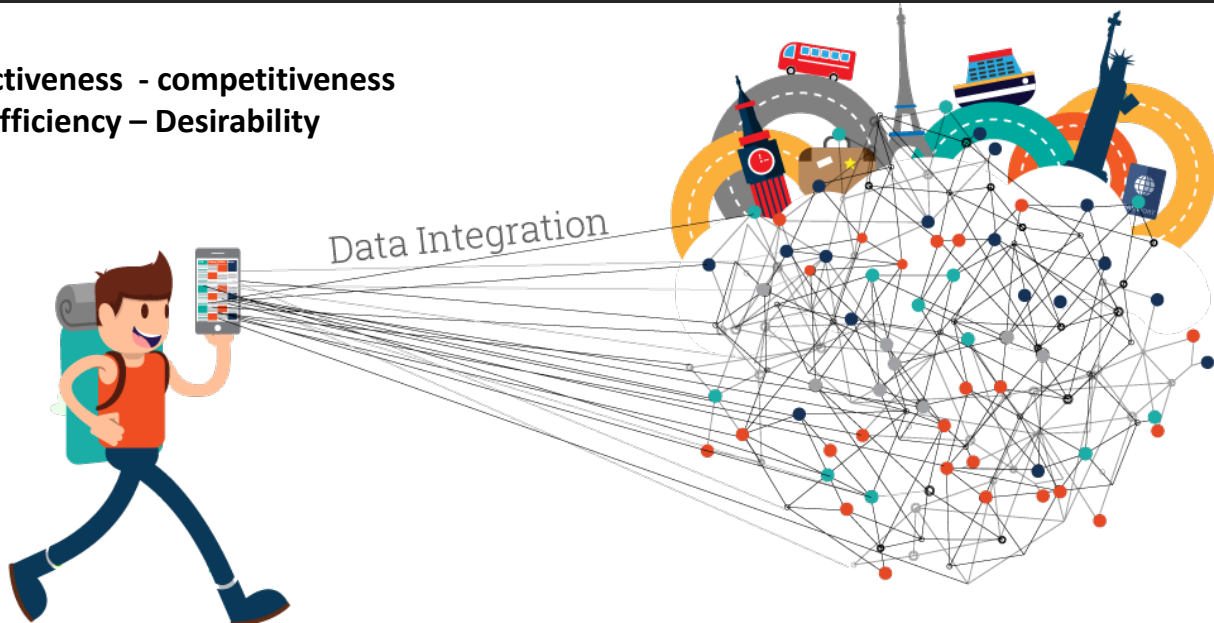 ctiveness - competitiveness
fficiency – Desirability
Data Integration